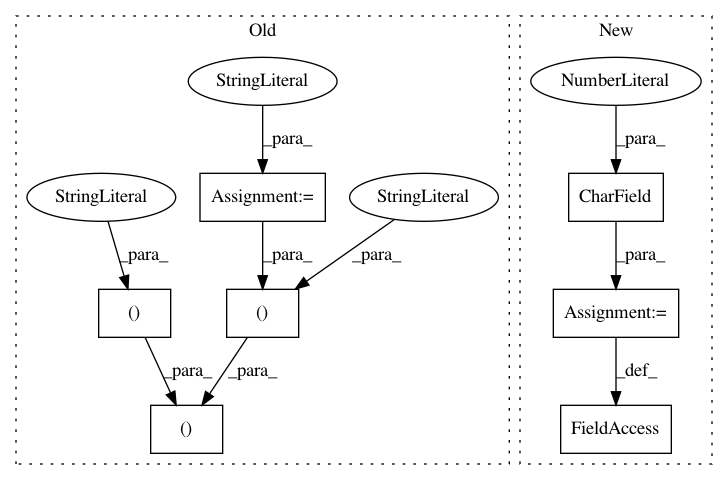 Old
New
StringLiteral
NumberLiteral
_para_
_para_
StringLiteral
Assignment:=
StringLiteral
CharField
_para_
_para_
_para_
_para_
()
()
Assignment:=
_para_
_para_
_def_
()
FieldAccess